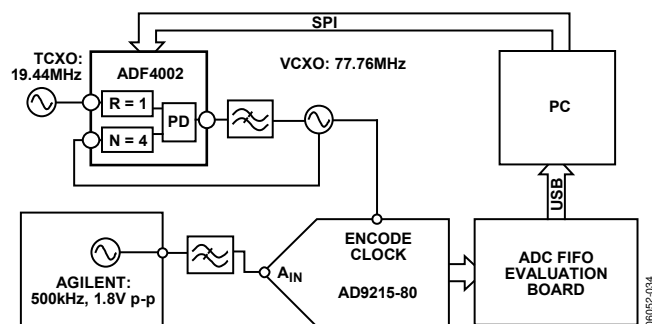 SPI
TCXO:
19.44MHz
ADF4002
VCXO: 77.76MHz
R = 1
PD
N = 4
PC
USB
ENCODE
CLOCK
AIN
AD9215-80
AGILENT:
500kHz, 1.8V p-p
ADC FIFO
EVALUATION
BOARD
06052-034